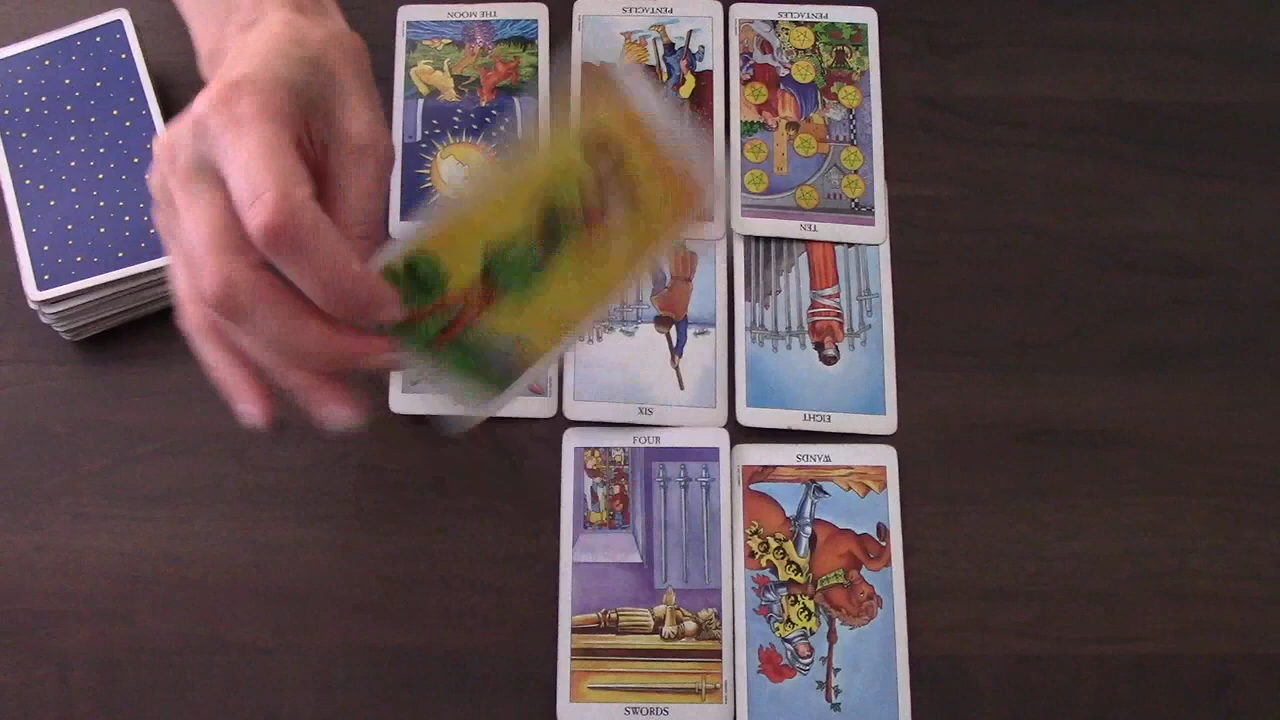 THE MOON
PENTACLES
PENTACLES
TEN
SIX
EIGHT
FOUR
WANDS
SWORDS